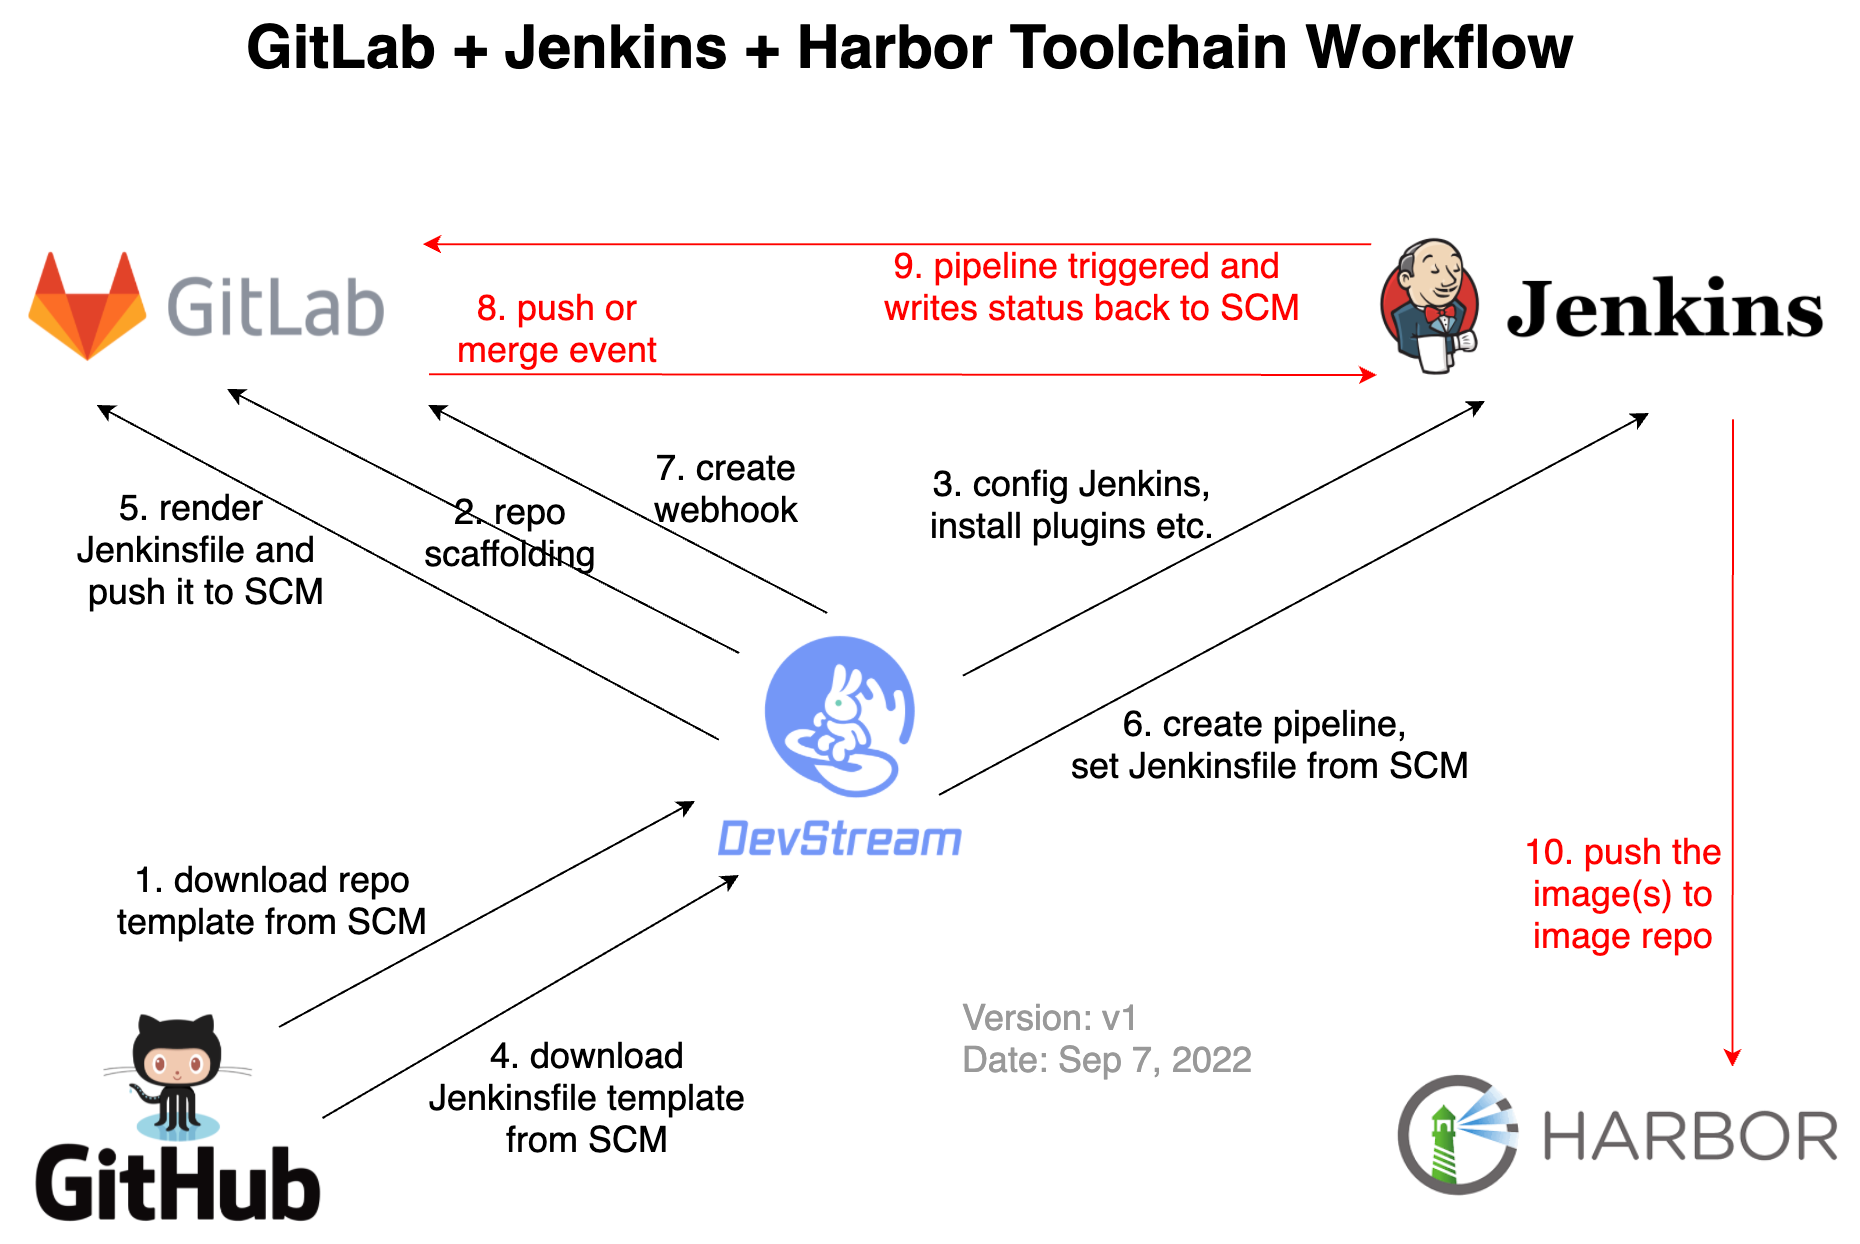 GitLab + Jenkins + Harbor Toolchain Workflow
GitLab
8. push or
merge event
9. pipeline triggered and
writes status back to SCM
Jenkins
5. render
Jenkinsfile and
push it to SCM
2. repo
scaffolding
7. create
webhook
3. config Jenkins,
install plugins etc.
6. create pipeline,
set Jenkinsfile from SCM
DevStream
1. download repo
template from SCM
10. push the
image(s) to
image repo
4. download
Jenkinsfile template
from SCM
Version: v1
Date: Sep 7, 2022
GitHub
HARBOR